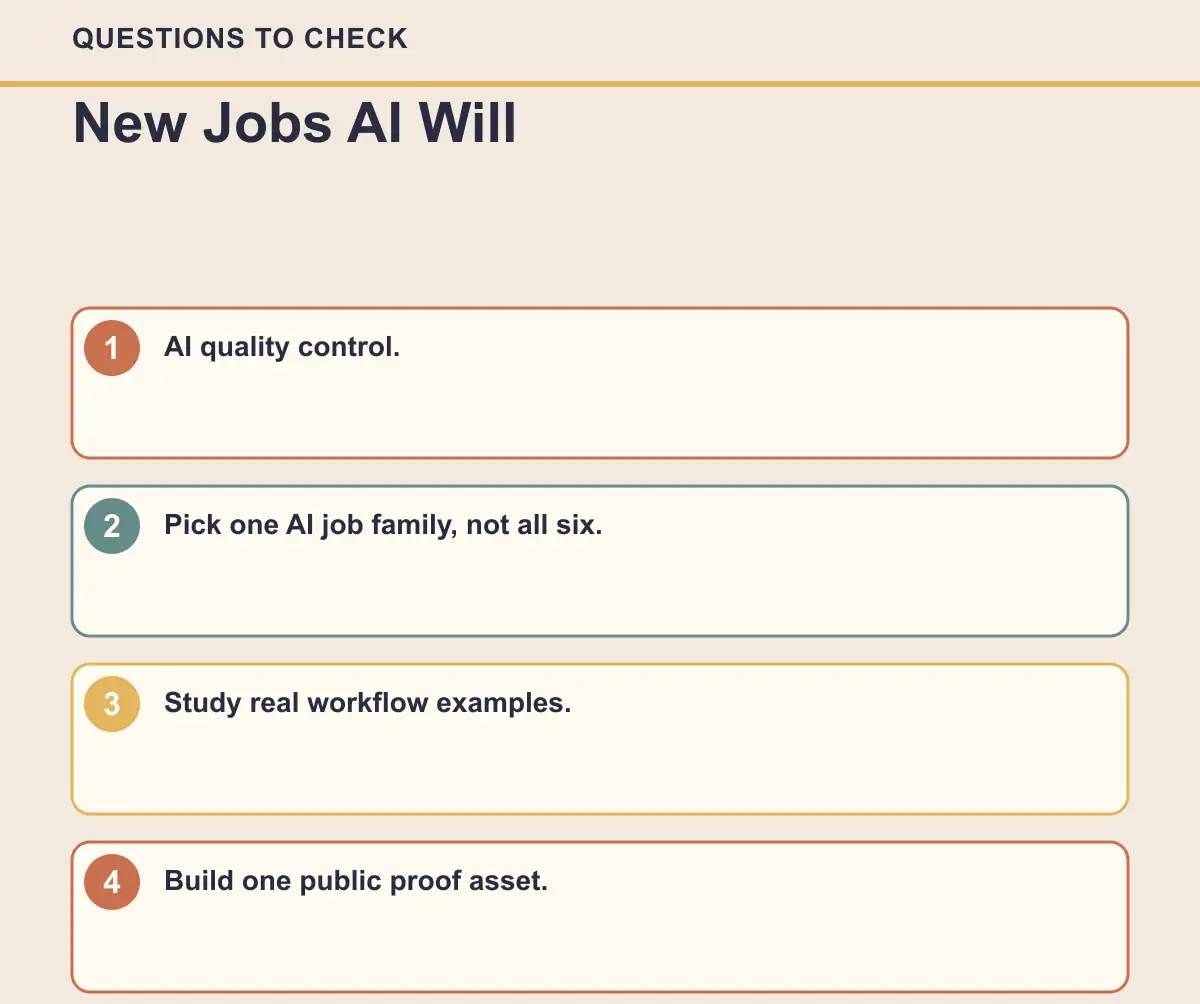 QUESTIONS TO CHECK
New Jobs AI Will
1 AI quality control.
2 Pick one AI job family, not all six.
3 Study real workflow examples.
4 Build one public proof asset.